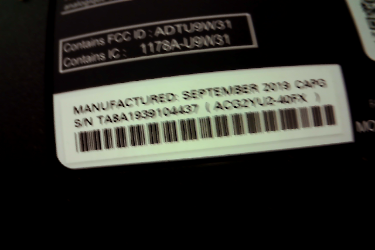 Contains FCC ID : ADTU9W31
Contains IC : 1178A-U9W31
MANUFACTURED: SEPTEMBER 2019 CAPG
S/N TA8A1939104437 ( ACG2YU2-40FX )